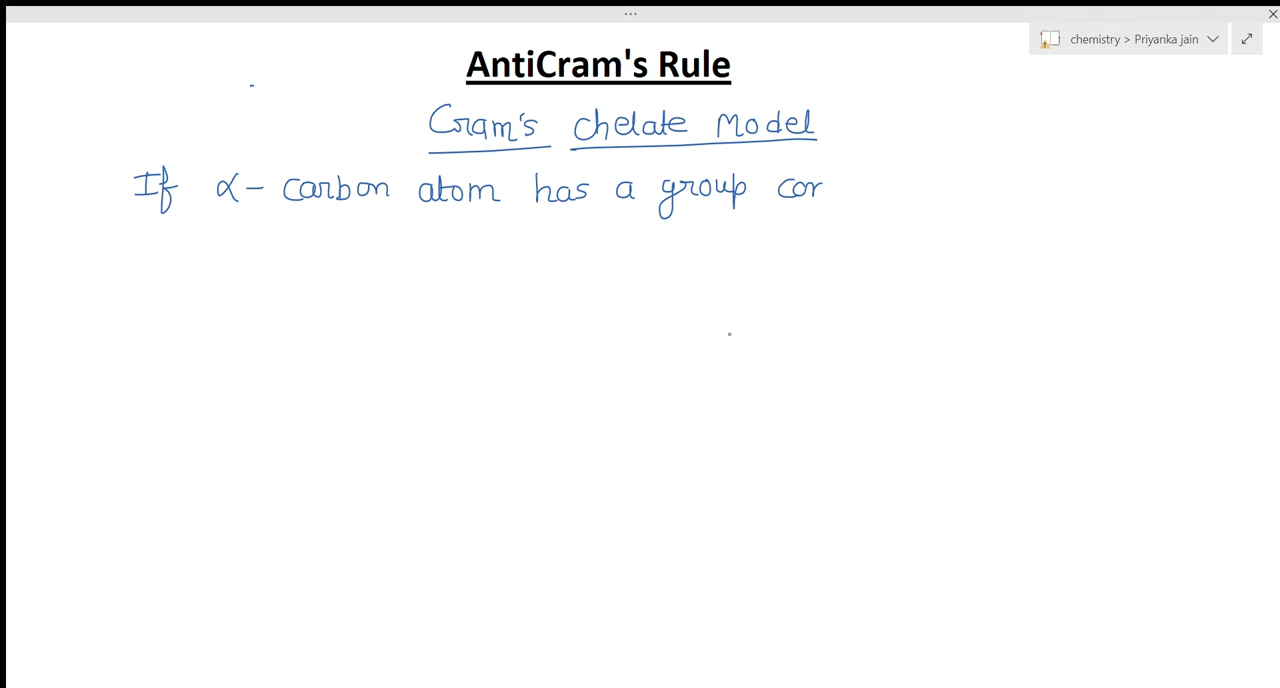 chemistry > Priyanka jain
AntiCram's Rule
Cram's chelate Model
If α- carbon atom has a group cor